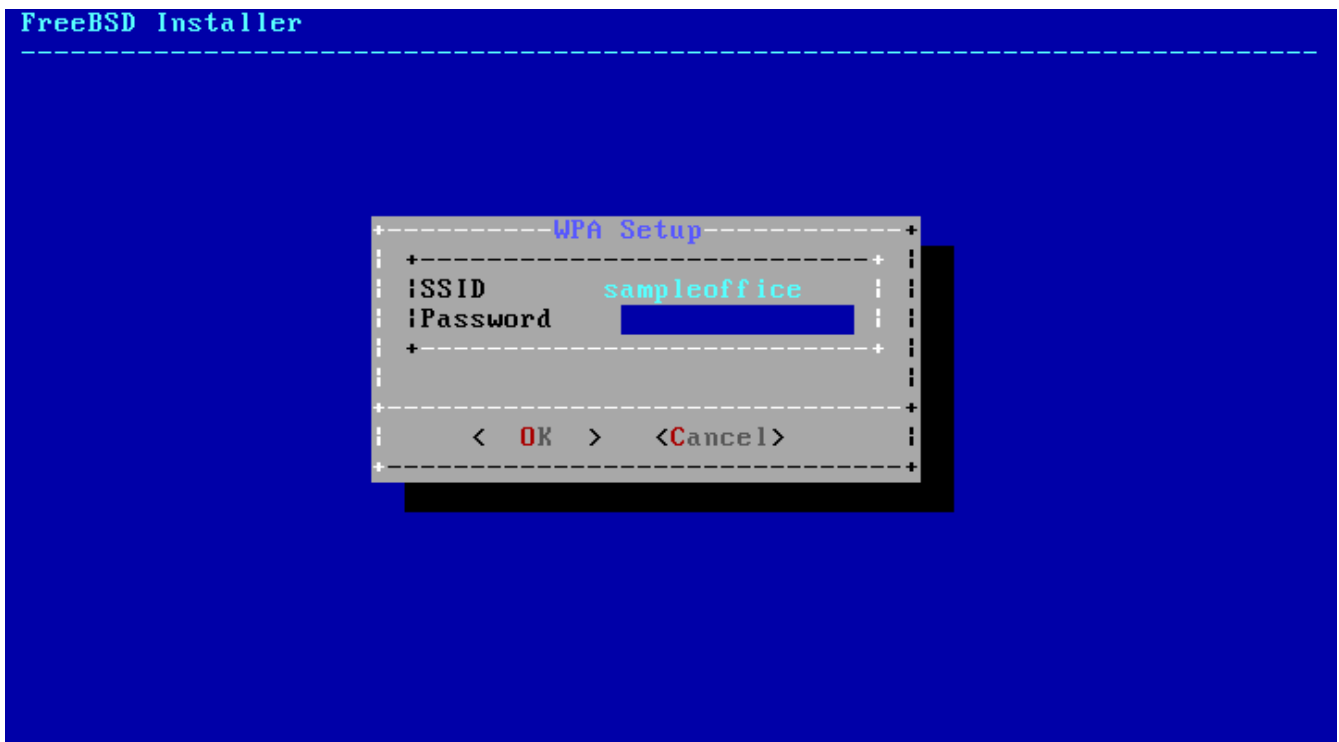 FreeBSD Installer
WPA Setup
SSID sampleoffice
Password
< OK > <Cancel>